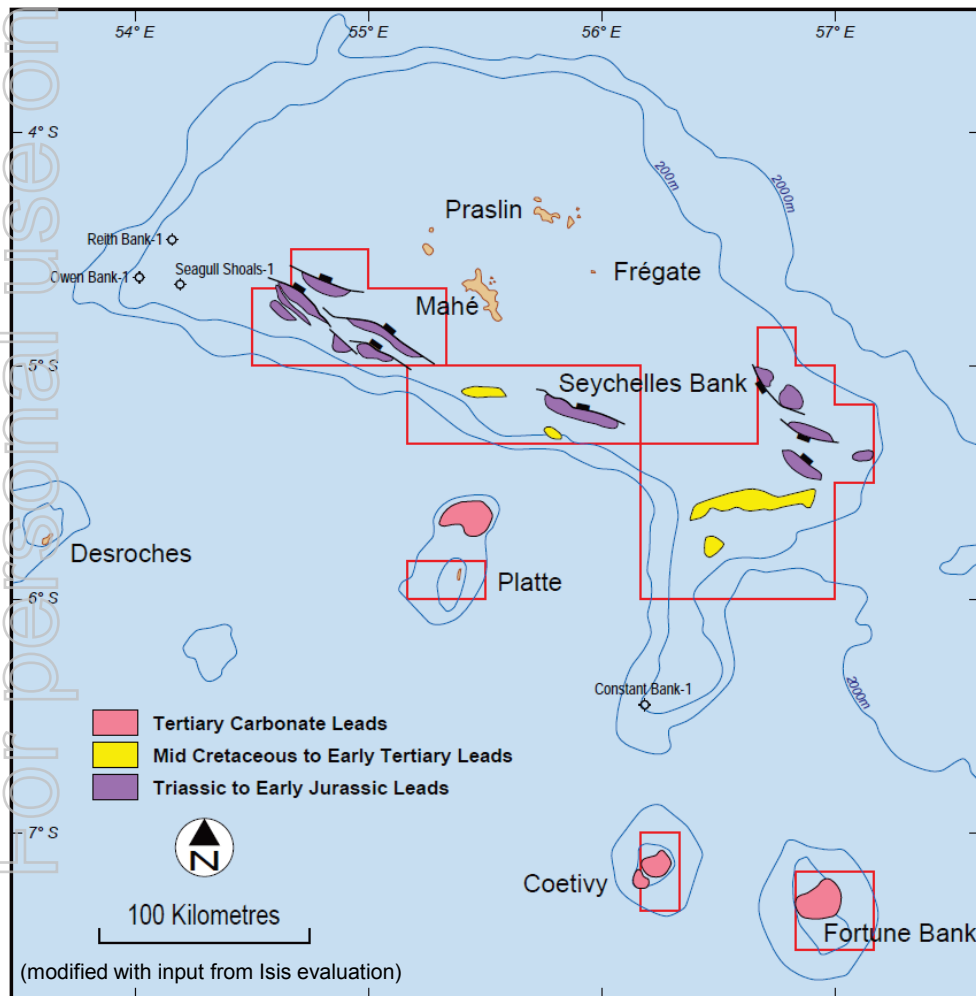 54° E
55° E
56° E
57° E
4° S
200m
2000m
Praslin
Reith Bank-1
Owen Bank-1
Seagull Shoals-1
Frégate
Mahé
5° S
Seychelles Bank
Desroches
Platte
6° S
2000m
Constant Bank-1
Tertiary Carbonate Leads
Mid Cretaceous to Early Tertiary Leads
Triassic to Early Jurassic Leads
7° S
N
Coetivy
100 Kilometres
Fortune Bank
(modified with input from Isis evaluation)
For personal use on